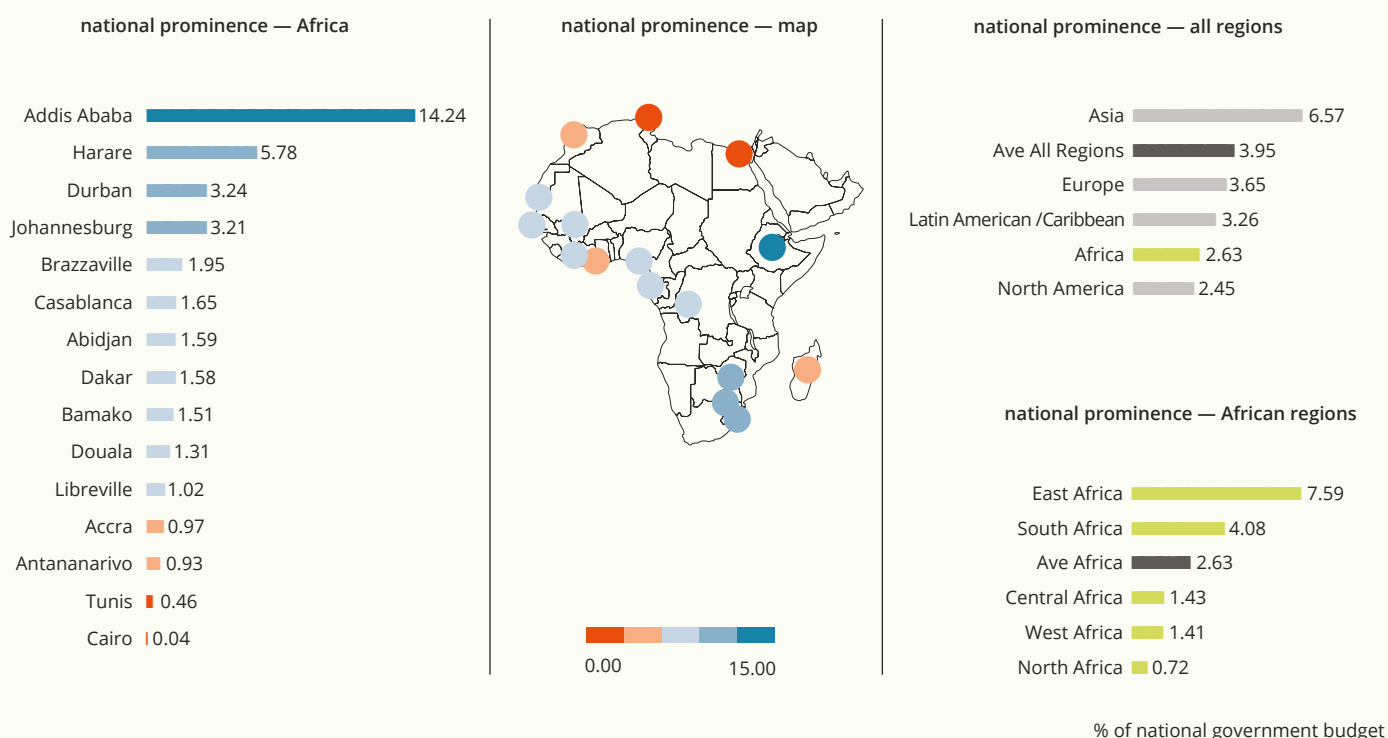 national prominence — Africa
Addis Ababa 14.24
Harare 5.78
Durban 3.24
Johannesburg 3.21
Brazzaville 1.95
Casablanca 1.65
Abidjan 1.59
Dakar 1.58
Bamako 1.51
Douala 1.31
Libreville 1.02
Accra 0.97
Antananarivo 0.93
Tunis 0.46
Cairo 0.04
national prominence — map
0.00 15.00
national prominence — all regions
Asia 6.57
Ave All Regions 3.95
Europe 3.65
Latin American /Caribbean 3.26
Africa 2.63
North America 2.45
national prominence — African regions
East Africa 7.59
South Africa 4.08
Ave Africa 2.63
Central Africa 1.43
West Africa 1.41
North Africa 0.72
% of national government budget